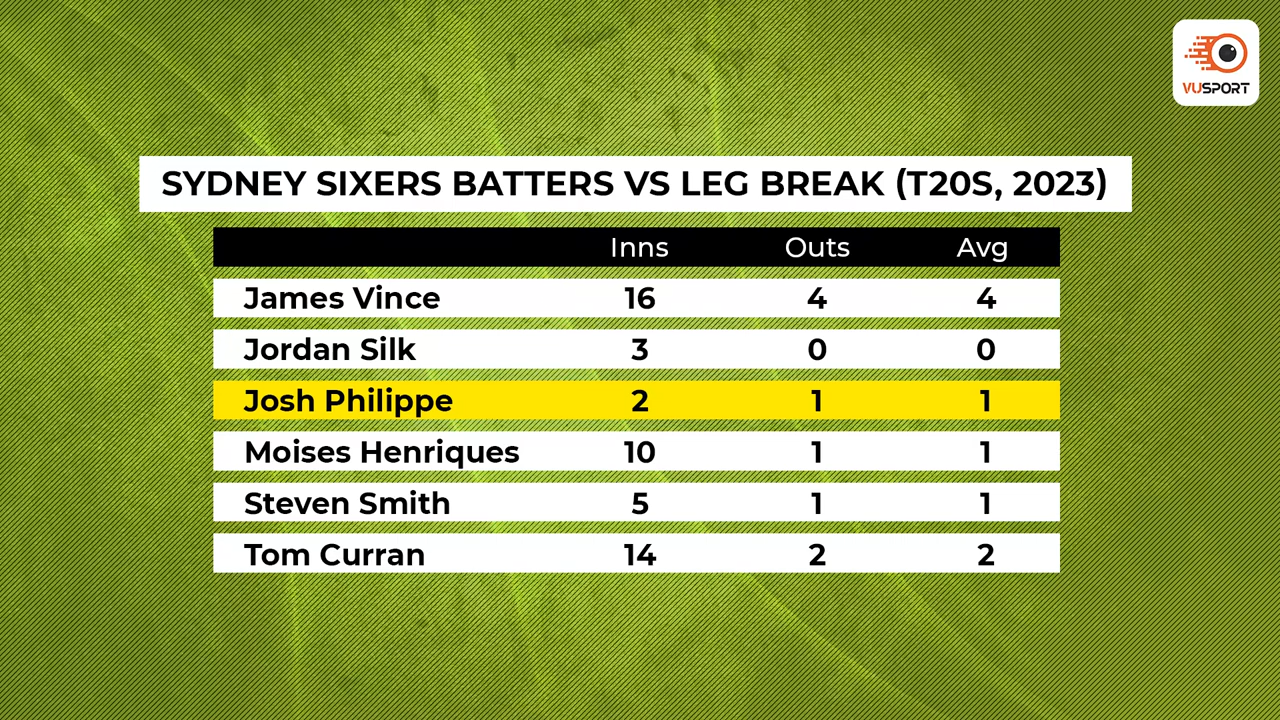 VUSPORT
SYDNEY SIXERS BATTERS VS LEG BREAK (T20S, 2023)
Inns Outs Avg
James Vince 16 4 4
Jordan Silk 3 0 0
Josh Philippe 2 1 1
Moises Henriques 10 1 1
Steven Smith 5 1 1
Tom Curran 14 2 2